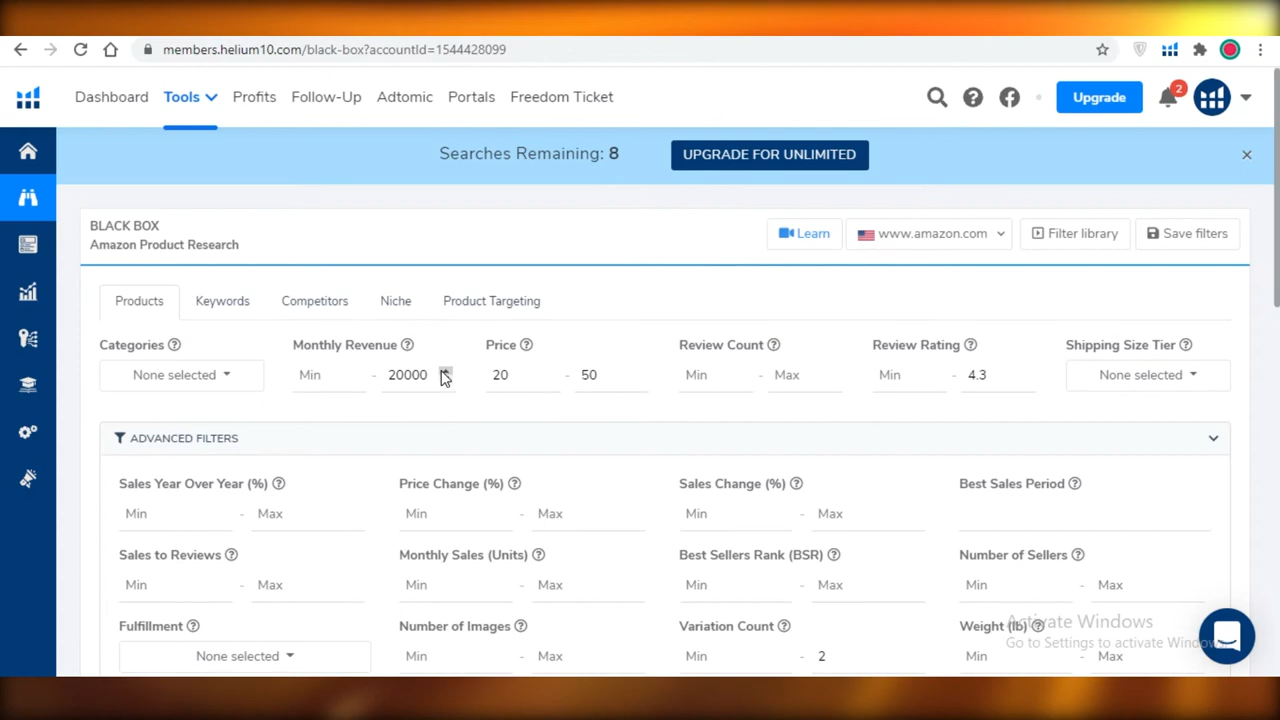 members.helium10.com/black-box?accountId=1544428099
Dashboard Tools Profits Follow-Up Adtomic Portals Freedom Ticket Upgrade 2
Searches Remaining: 8 UPGRADE FOR UNLIMITED
BLACK BOX
Amazon Product Research
Learn www.amazon.com Filter library Save filters
Products Keywords Competitors Niche Product Targeting
Categories Monthly Revenue Price Review Count Review Rating Shipping Size Tier
None selected Min - 20000 20 - 50 Min - Max Min - 4.3 None selected
ADVANCED FILTERS
Sales Year Over Year (%) Price Change (%) Sales Change (%) Best Sales Period
Min - Max Min - Max Min - Max
Sales to Reviews Monthly Sales (Units) Best Sellers Rank (BSR) Number of Sellers
Min - Max Min - Max Min - Max Min - Max
Fulfillment Number of Images Variation Count Weight (lb)
None selected Min - Max Min - 2 Min - Max
Activate Windows
Go to Settings to activate Windows.